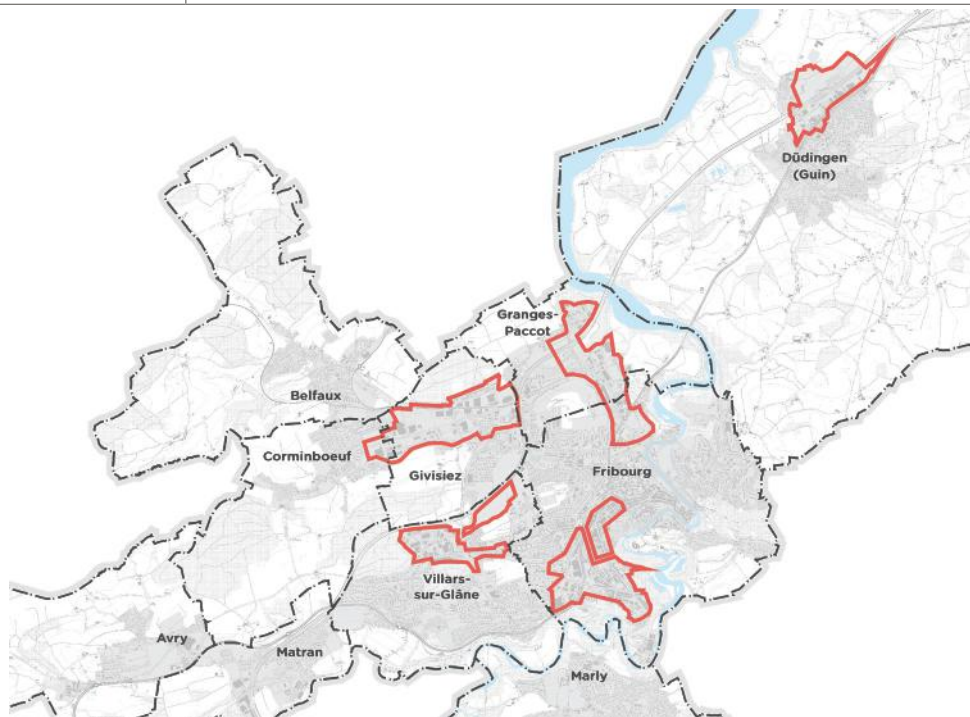 Düdingen
(Guin)
Granges-
Paccot
Belfaux
Corminboeuf
Givisiez
Fribourg
Villars-
sur-Glâne
Avry
Matran
Marly